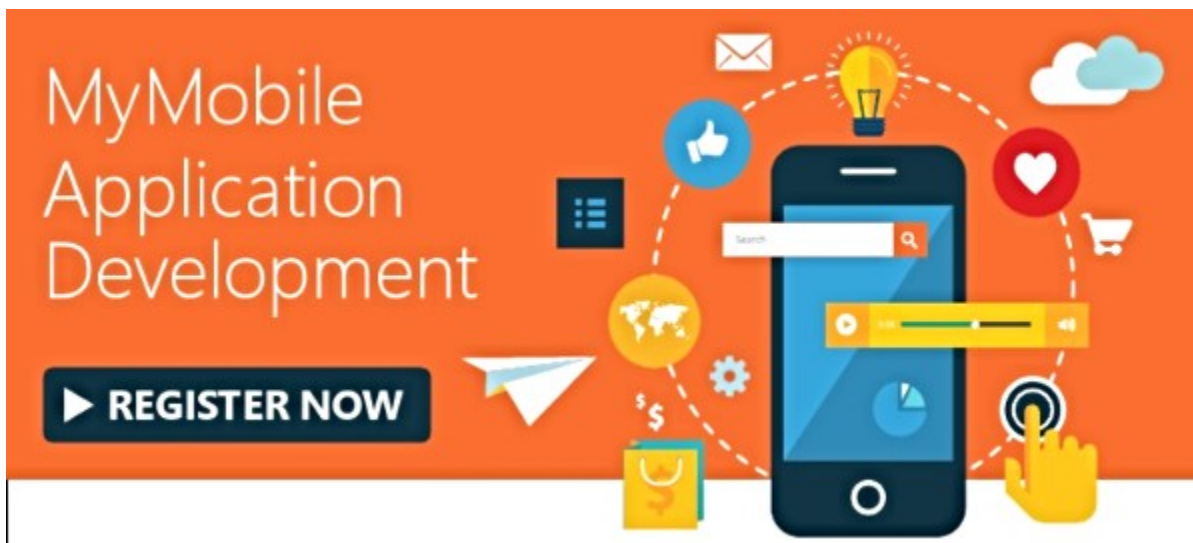 MyMobile
Application
Development
REGISTER NOW
Search
$
$
$